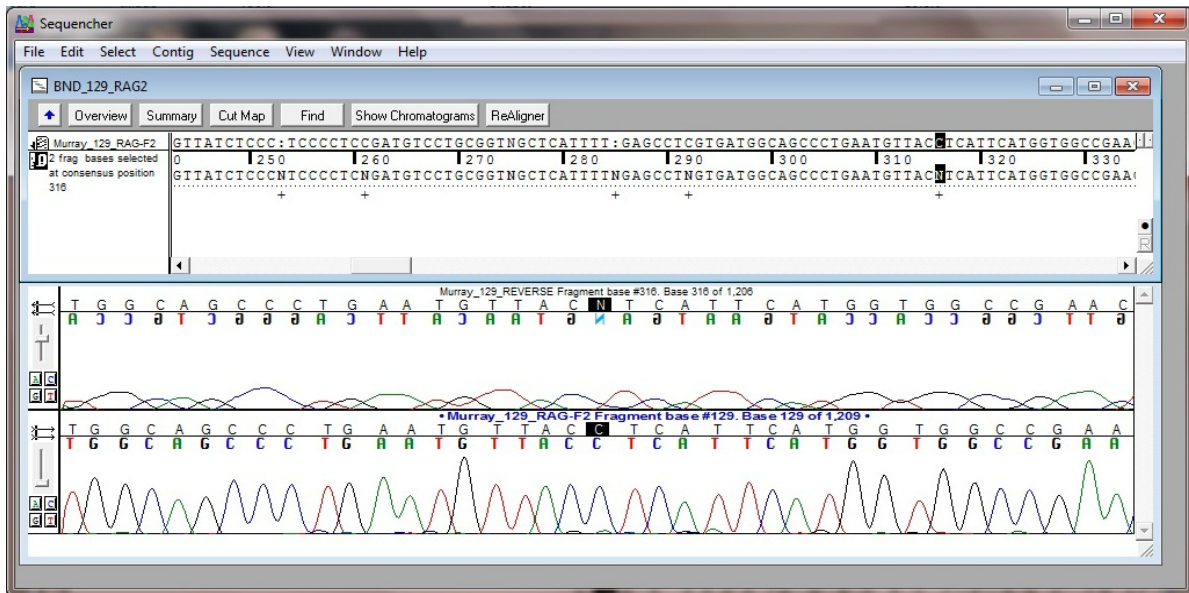 Sequencher
File Edit Select Contig Sequence View Window Help
BND_129_RAG2
Overview Summary Cut Map Find Show Chromatograms ReAligner
Murray_129_RAG-F2 GTTATCTCCC:TCCCCTCCGATGTCCTGCGGTNGCTCATTTT:GAGCCTCGTGATGGCAGCCCTGAATGTTACCTCATTCATGGTGGCCGAA
2 frag bases selected at consensus position 316
0 250 260 270 280 290 300 310 320 330
GTTATCTCCCNTCCCCTCNGATGTCCTGCGGTNGCTCATTTTNGAGCCTNGTGATGGCAGCCCTGAATGTTACNTCATTCATGGTGGCCGAA
+ + + + +
R
Murray_129_REVERSE Fragment base #316. Base 316 of 1,206
T G G C A G C C C T G A A T G T T A C N T C A T T C A T G G T G G C C G A A C
A C C G T C G G G A C T T A C A A T G N A G T A A G T A C C A C C G G C T T G
A C
G T
• Murray_129_RAG-F2 Fragment base #129. Base 129 of 1,209 •
T G G C A G C C C T G A A T G T T A C C T C A T T C A T G G T G G C C G A A
T G G C A G C C C T G A A T G T T A C C T C A T T C A T G G T G G C C G A A
A C
G T